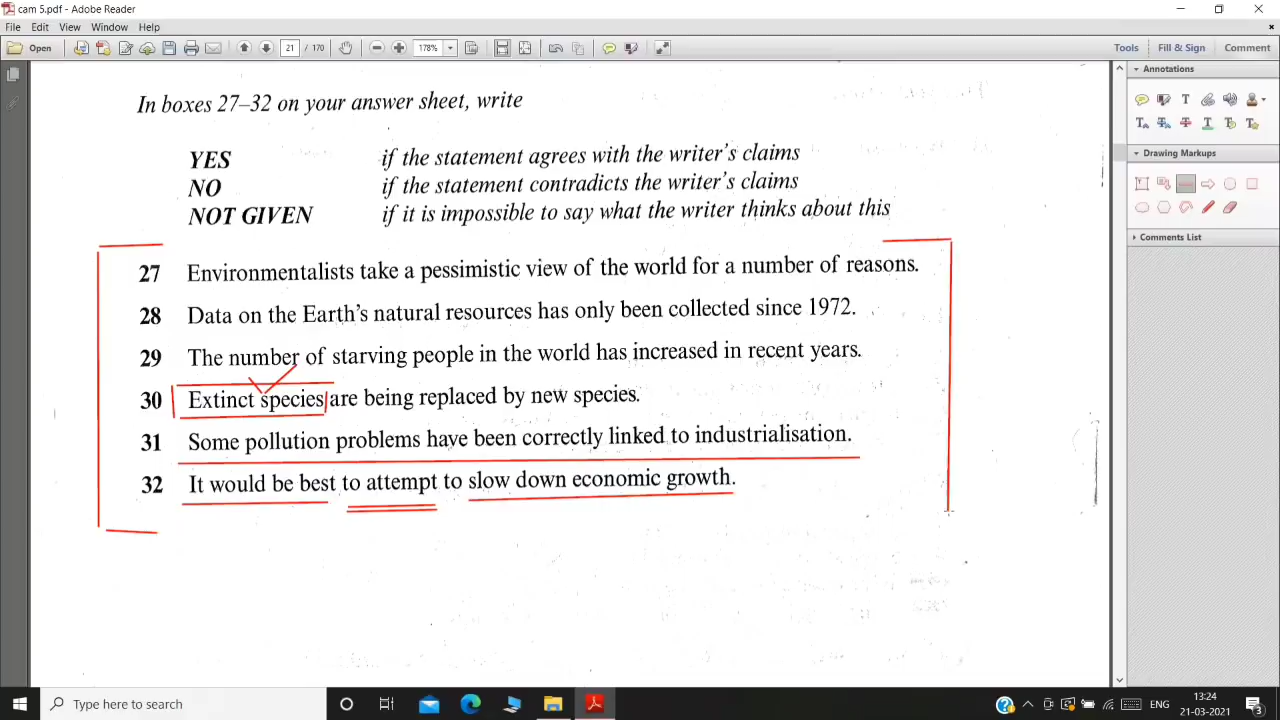 cam 5.pdf - Adobe Reader
File Edit View Window Help
Open 21 / 170 178% Tools Fill & Sign Comment
In boxes 27–32 on your answer sheet, write
YES if the statement agrees with the writer's claims
NO if the statement contradicts the writer's claims
NOT GIVEN if it is impossible to say what the writer thinks about this
27 Environmentalists take a pessimistic view of the world for a number of reasons.
28 Data on the Earth's natural resources has only been collected since 1972.
29 The number of starving people in the world has increased in recent years.
30 Extinct species are being replaced by new species.
31 Some pollution problems have been correctly linked to industrialisation.
32 It would be best to attempt to slow down economic growth.
Annotations
Drawing Markups
Comments List
Type here to search
ENG
13:24
21-03-2021
3